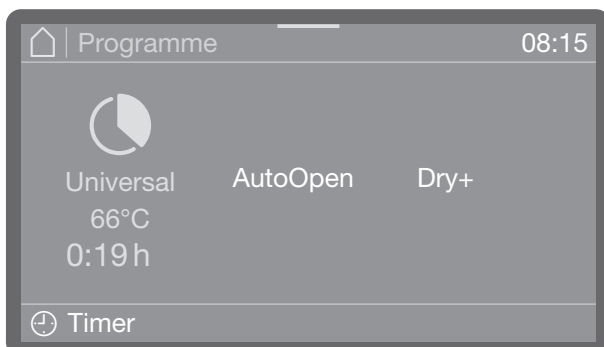 Programme 08:15
Universal AutoOpen Dry+
66°C
0:19 h
Timer